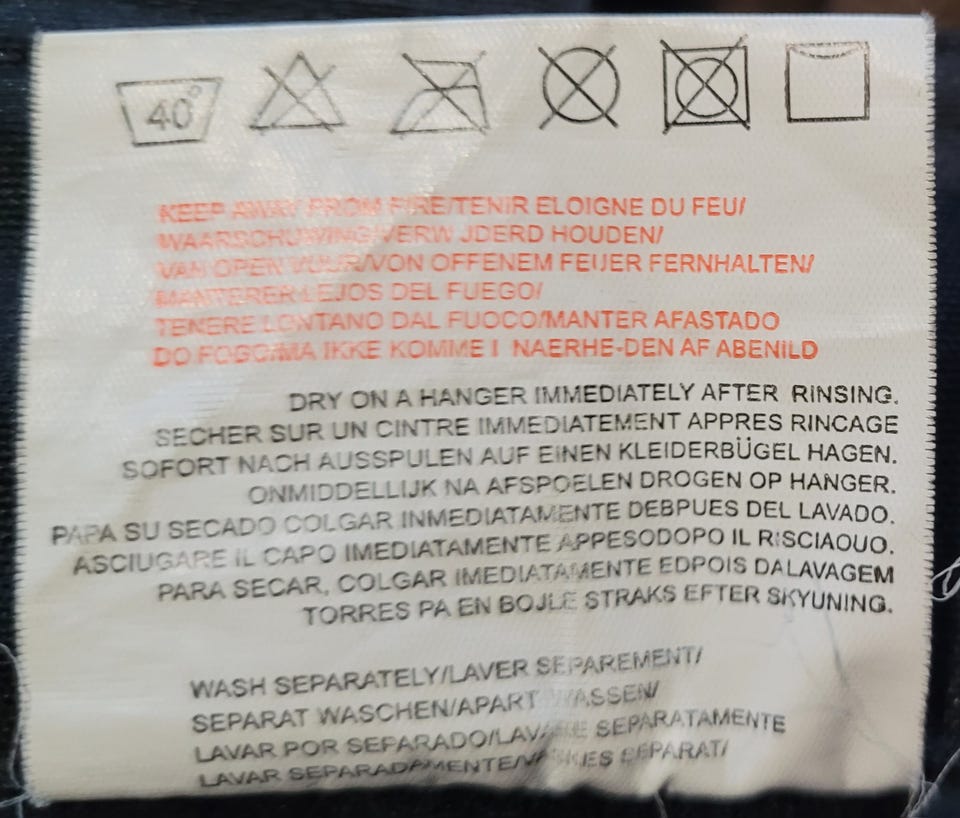 40°
KEEP AWAY FROM FIRE/TENIR ELOIGNE DU FEU/
WAARSCHUWING/VERW JDERD HOUDEN/
VAN OPEN VUUR/VON OFFENEM FEUER FERNHALTEN/
MANTERER LEJOS DEL FUEGO/
TENERE LONTANO DAL FUOCO/MANTER AFASTADO
DO FOGO/MA IKKE KOMME I NAERHE-DEN AF ABENILD
DRY ON A HANGER IMMEDIATELY AFTER RINSING.
SECHER SUR UN CINTRE IMMEDIATEMENT APPRES RINCAGE
SOFORT NACH AUSSPULEN AUF EINEN KLEIDERBÜGEL HAGEN.
ONMIDDELLIJK NA AFSPOELEN DROGEN OP HANGER.
PAPA SU SECADO COLGAR INMEDIATAMENTE DEBPUES DEL LAVADO.
ASCIUGARE IL CAPO IMEDIATAMENTE APPESODOPO IL RISCIAOUO.
PARA SECAR, COLGAR IMEDIATAMENTE EDPOIS DALAVAGEM
TORRES PA EN BOJLE STRAKS EFTER SKYUNING.
WASH SEPARATELY/LAVER SEPAREMENT/
SEPARAT WASCHEN/APART WASSEN/
LAVAR POR SEPARADO/LAVARE SEPARATAMENTE
LAVAR SEPARADAMENTE/VASKES SEPARAT/